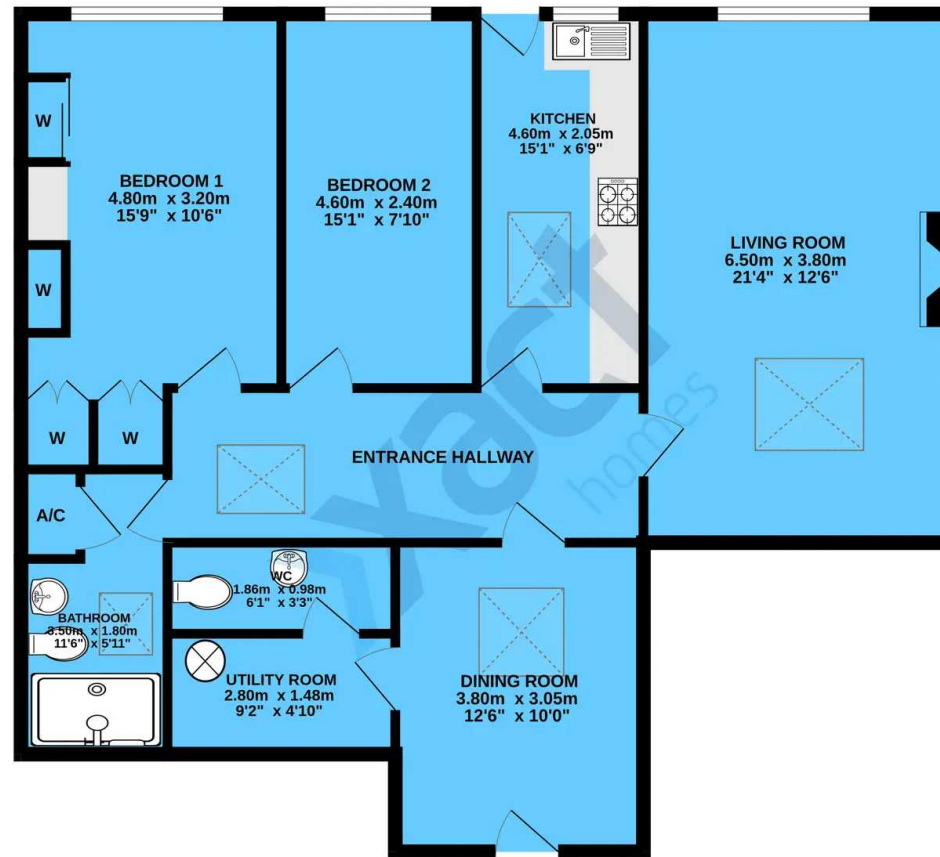 KITCHEN
4.60m x 2.05m
15'1" x 6'9"
W
BEDROOM 1
4.80m x 3.20m
15'9" x 10'6"
BEDROOM 2
4.60m x 2.40m
15'1" x 7'10"
LIVING ROOM
6.50m x 3.80m
21'4" x 12'6"
W
W
W
ENTRANCE HALLWAY
A/C
WC
1.86m x 0.98m
6'1" x 3'3"
BATHROOM
3.50m x 1.80m
11'6" x 5'11"
UTILITY ROOM
2.80m x 1.48m
9'2" x 4'10"
DINING ROOM
3.80m x 3.05m
12'6" x 10'0"
xact
homes